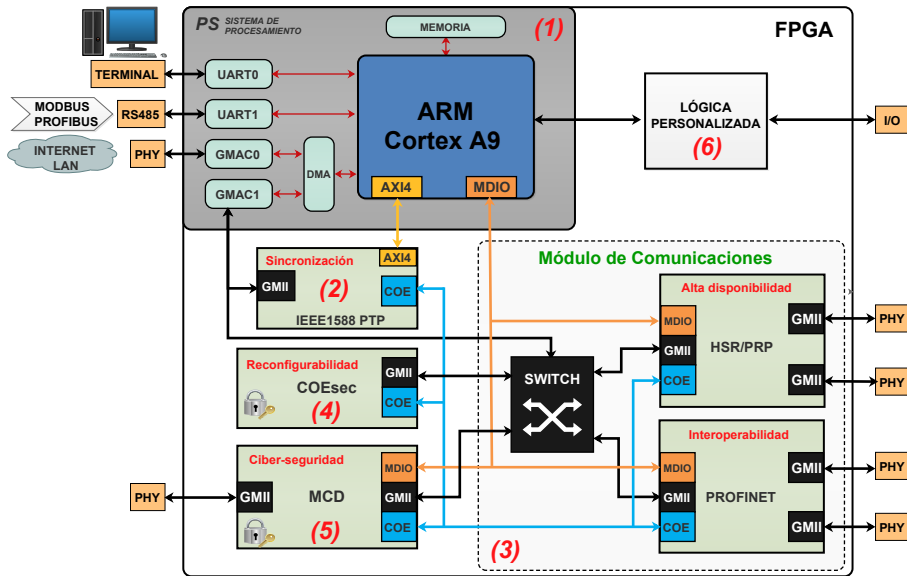 PS SISTEMA DE
PROCESAMIENTO
(1)
FPGA
MEMORIA
TERMINAL
UART0
MODBUS
PROFIBUS
RS485
UART1
ARM
Cortex A9
LÓGICA
PERSONALIZADA
(6)
I/O
INTERNET
LAN
PHY
GMAC0
DMA
GMAC1
AXI4
MDIO
Sincronización
AXI4
GMII
(2)
COE
IEEE1588 PTP
Módulo de Comunicaciones
Alta disponibilidad
MDIO
GMII
COE
HSR/PRP
GMII
GMII
PHY
PHY
Reconfigurabilidad
COEsec
(4)
GMII
COE
SWITCH
Ciber-seguridad
MCD
(5)
PHY
GMII
MDIO
GMII
COE
Interoperabilidad
MDIO
GMII
COE
PROFINET
GMII
GMII
PHY
PHY
(3)